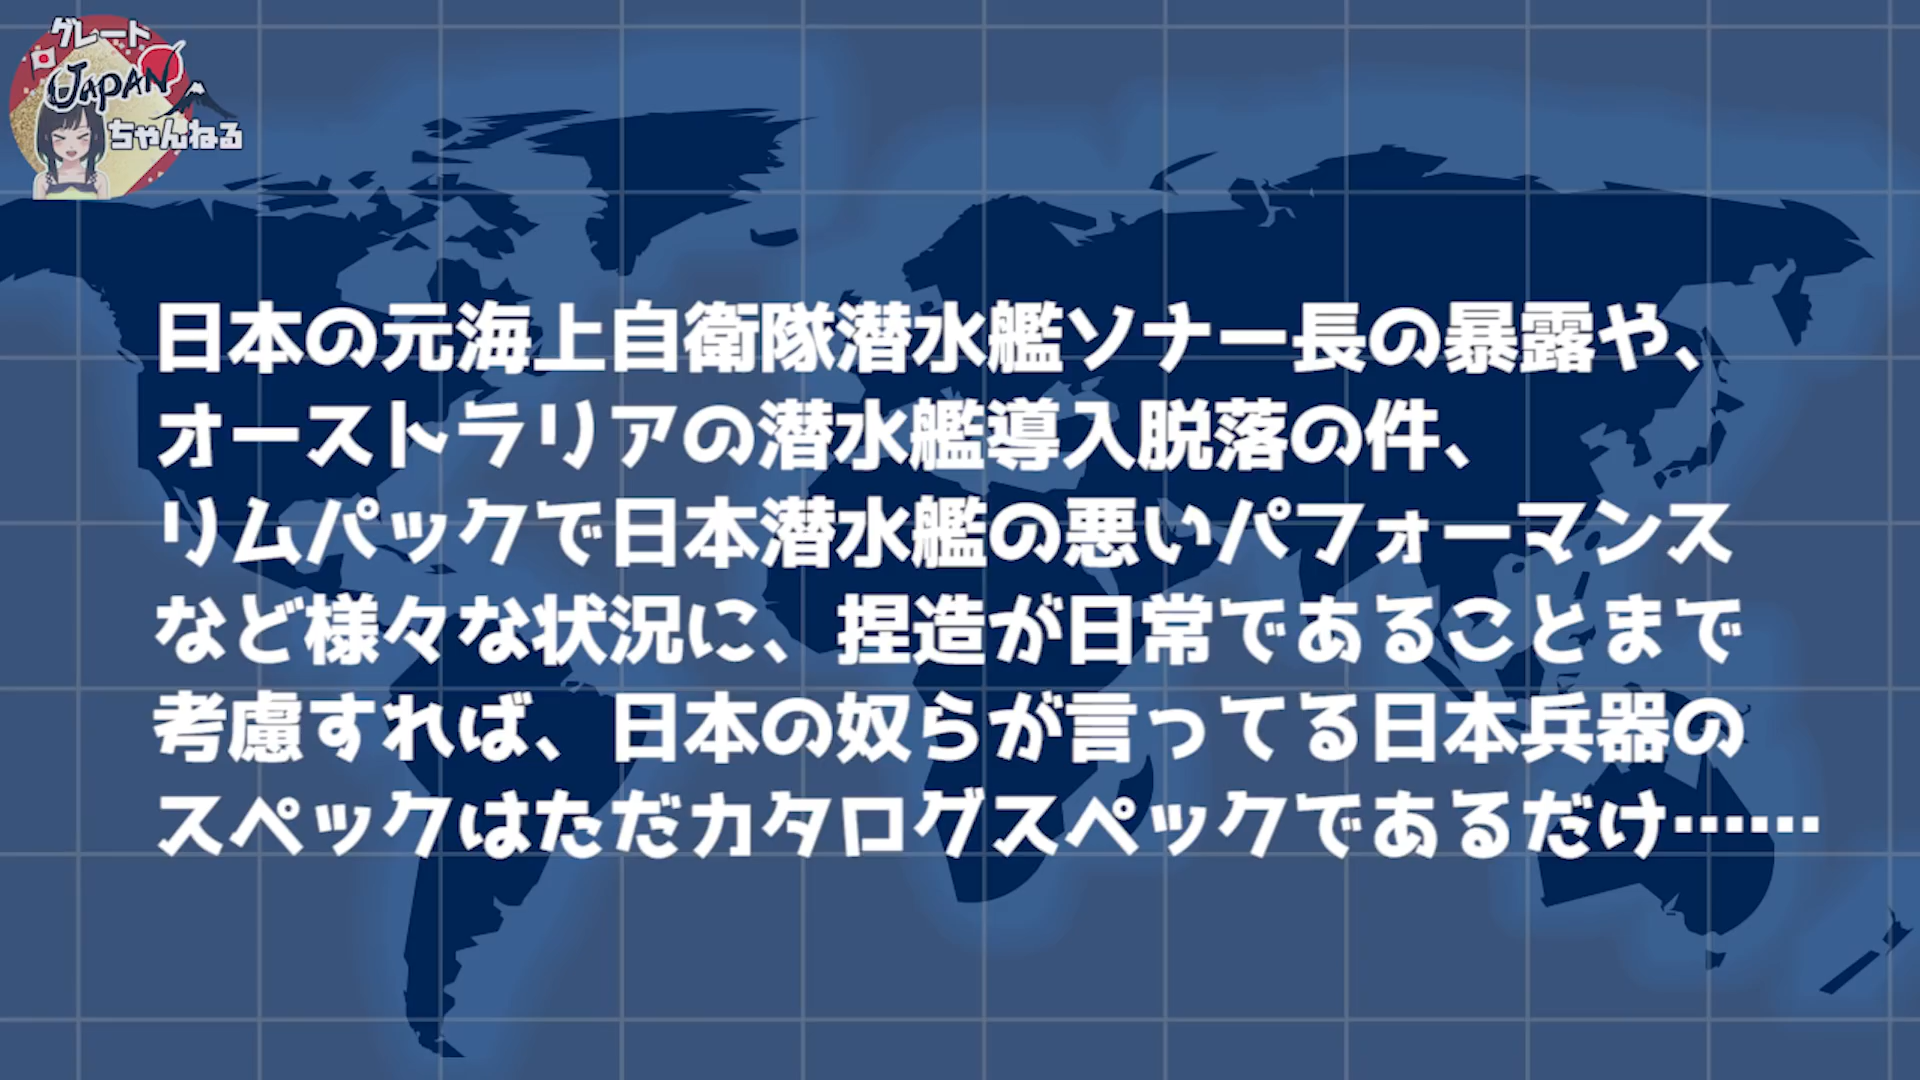 グレート
JAPAN
ちゃんねる
日本の元海上自衛隊潜水艦ソナー長の暴露や、
オーストラリアの潜水艦導入脱落の件、
リムパックで日本潜水艦の悪いパフォーマンス
など様々な状況に、捏造が日常であることまで
考慮すれば、日本の奴らが言ってる日本兵器の
スペックはただカタログスペックであるだけ……